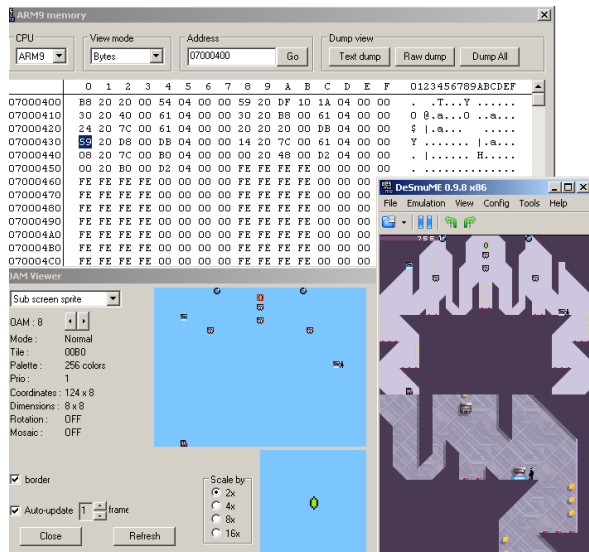 ARM9 memory
CPU
View mode
Address
Dump view
ARM9
Bytes
07000400
Go
Text dump
Raw dump
Dump All
0 1 2 3 4 5 6 7 8 9 A B C D E F 0123456789ABCDEF
07000400 B8 20 20 00 54 04 00 00 59 20 DF 10 1A 04 00 00 . .T...Y ......
07000410 30 20 40 00 61 04 00 00 30 20 B8 00 61 04 00 00 0 @.a...0 ..a...
07000420 24 20 7C 00 61 04 00 00 20 20 20 00 DB 04 00 00 $ |.a... .....
07000430 59 20 D8 00 DB 04 00 00 14 20 7C 00 61 04 00 00 Y ....... |.a...
07000440 08 20 7C 00 B0 04 00 00 00 20 48 00 D2 04 00 00 . |...... H.....
07000450 00 20 B0 00 D2 04 00 00 FE FE FE FE 00 00 00 00
07000460 FE FE FE FE 00 00 00 00 FE FE FE FE 00 00 00
07000470 FE FE FE FE 00 00 00 00 FE FE FE FE 00 00 00
07000480 FE FE FE FE 00 00 00 00 FE FE FE FE 00 00 00
07000490 FE FE FE FE 00 00 00 00 FE FE FE FE 00 00 00
070004A0 FE FE FE FE 00 00 00 00 FE FE FE FE 00 00 00
070004B0 FE FE FE FE 00 00 00 00 FE FE FE FE 00 00 00
070004C0 FE FE FE FE 00 00 00 00 FE FE FE FE 00 00 00
DeSmuME 0.9.8 x86
File Emulation View Config Tools Help
755
OAM Viewer
Sub screen sprite
OAM : 8
Mode : Normal
Tile : 00B0
Palette : 256 colors
Prio : 1
Coordinates : 124 x 8
Dimensions : 8 x 8
Rotation : OFF
Mosaic : OFF
border
Auto-update 1 frame
Close
Refresh
Scale by
2x
4x
8x
16x